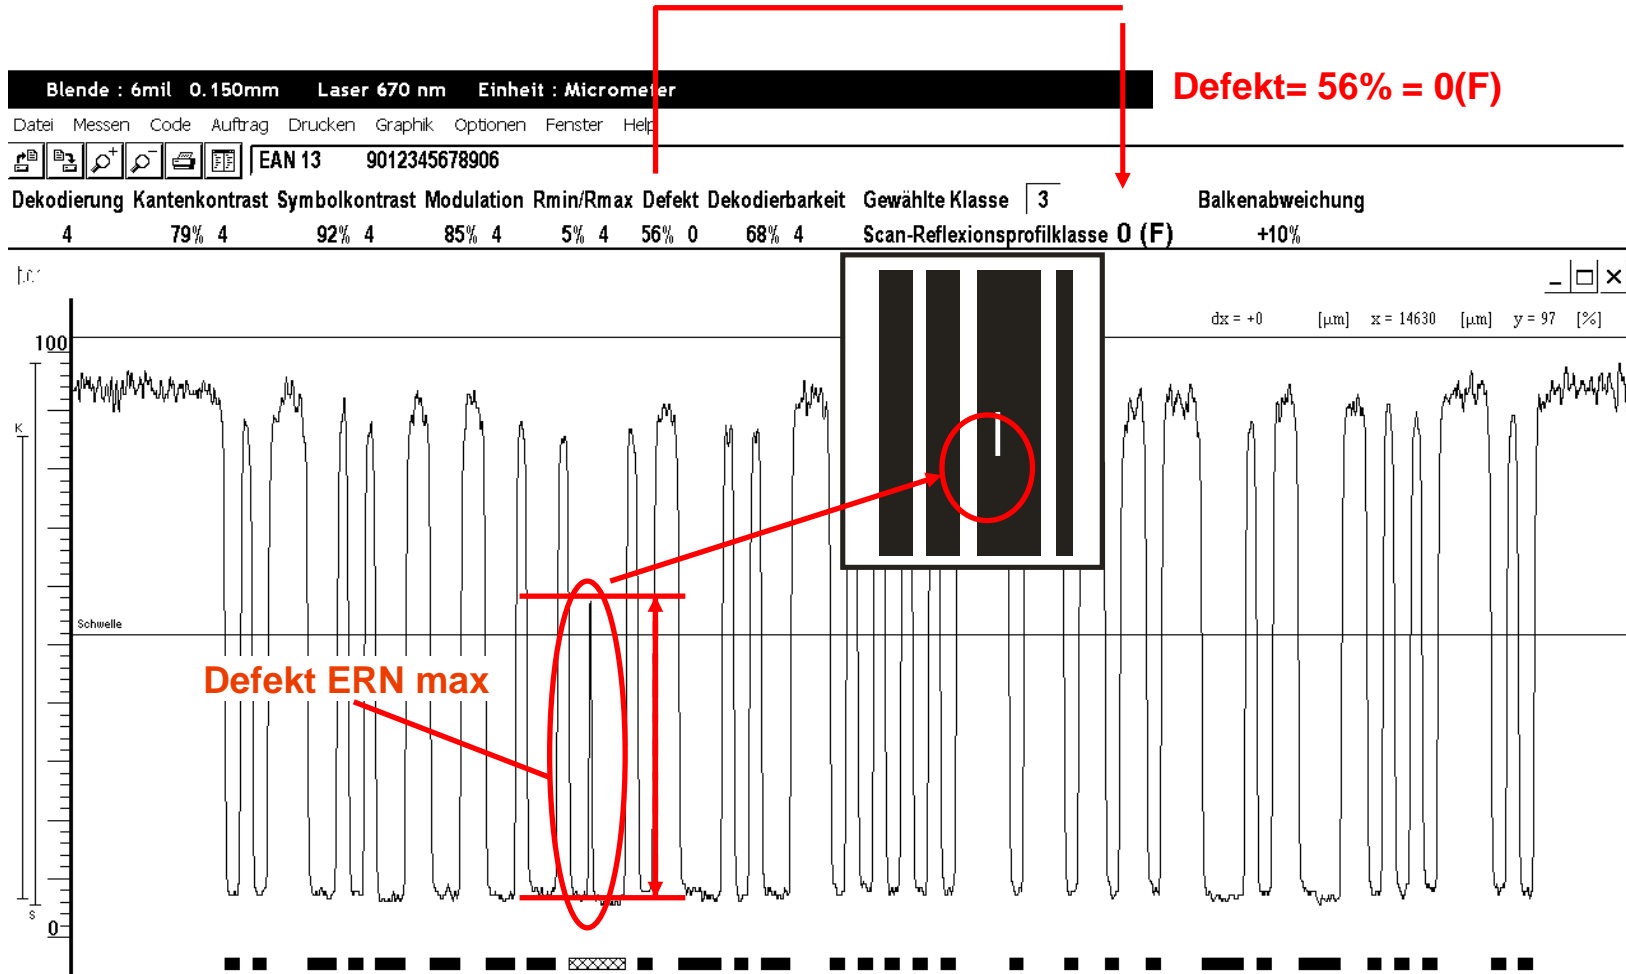 Blende : 6mil 0.150mm Laser 670 nm Einheit : Micrometer
Defekt= 56% = 0(F)
Datei Messen Code Auftrag Drucken Graphik Optionen Fenster Help
EAN 13 9012345678906
Dekodierung Kantenkontrast Symbolkontrast Modulation Rmin/Rmax Defekt Dekodierbarkeit Gewählte Klasse 3 Balkenabweichung
4 79% 4 92% 4 85% 4 5% 4 56% 0 68% 4 Scan-Reflexionsprofilklasse 0 (F) +10%
dx = +0 [µm] x = 14630 [µm] y = 97 [%]
100
K
Schwelle
Defekt ERN max
S
0